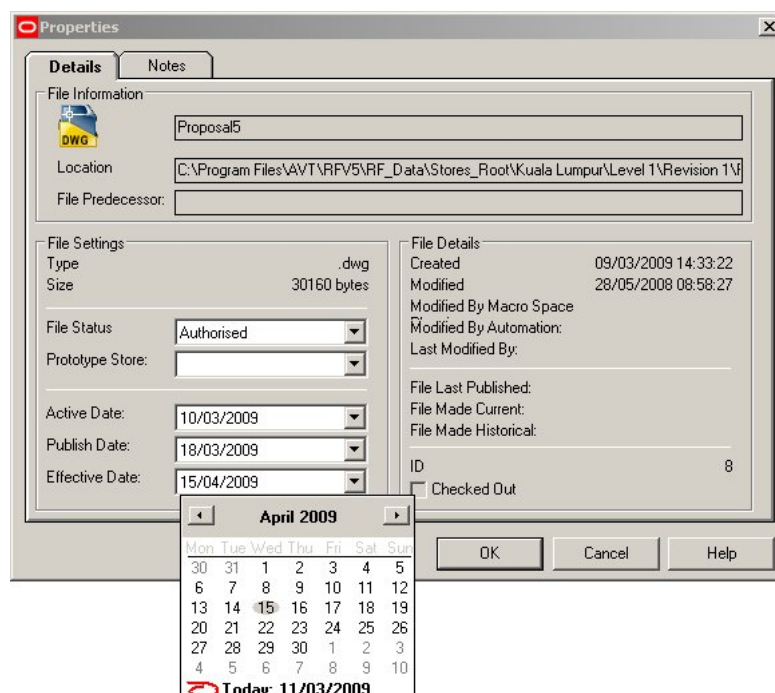 Properties
Details Notes
File Information
DWG
Proposal5
Location C:\Program Files\AVT\RFV5\RF_Data\Stores_Root\Kuala Lumpur\Level 1\Revision 1\
File Predecessor:
File Settings
Type .dwg
Size 30160 bytes
File Status Authorised
Prototype Store:
Active Date: 10/03/2009
Publish Date: 18/03/2009
Effective Date: 15/04/2009
File Details
Created 09/03/2009 14:33:22
Modified 28/05/2008 08:58:27
Modified By Macro Space
Modified By Automation:
Last Modified By:
File Last Published:
File Made Current:
File Made Historical:
ID 8
Checked Out
April 2009
Mon Tue Wed Thu Fri Sat Sun
30 31 1 2 3 4 5
6 7 8 9 10 11 12
13 14 15 16 17 18 19
20 21 22 23 24 25 26
27 28 29 30 1 2 3
4 5 6 7 8 9 10
Today: 11/03/2009
OK Cancel Help